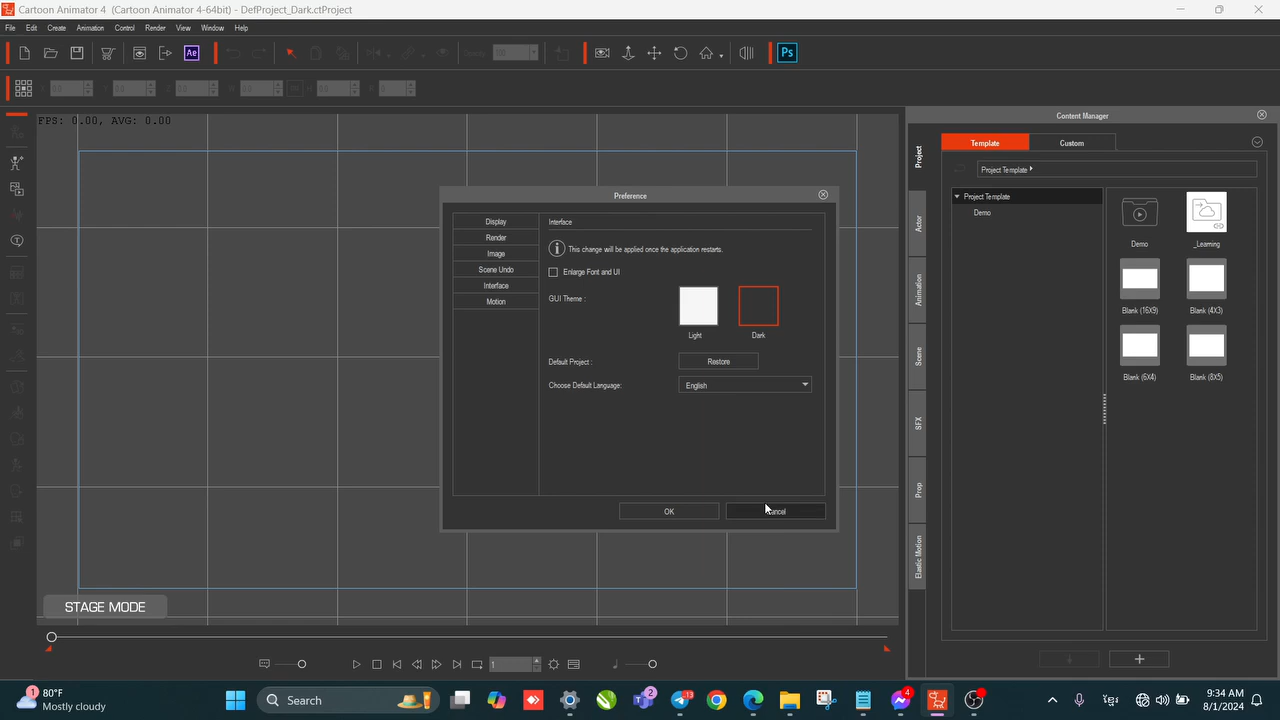 Cartoon Animator 4 (Cartoon Animator 4-64bit) - DefProject_Dark.ctProject
File Edit Create Animation Control Render View Window Help
Ae
Ps
FPS: 0.00, AVG: 0.00
Content Manager
Template Custom
Project Template
Project Template
Demo
Demo
_Learning
Blank (16X9)
Blank (4X3)
Blank (6X4)
Blank (8X5)
Project
Actor
Animation
Scene
SFX
Prop
Elastic Motion
Preference
Display
Render
Image
Scene Undo
Interface
Motion
Interface
This change will be applied once the application restarts.
Enlarge Font and UI
GUI Theme :
Light
Dark
Default Project :
Restore
Choose Default Language:
English
OK
STAGE MODE
1
1
80°F
Mostly cloudy
Search
2
13
4
9:34 AM
8/1/2024